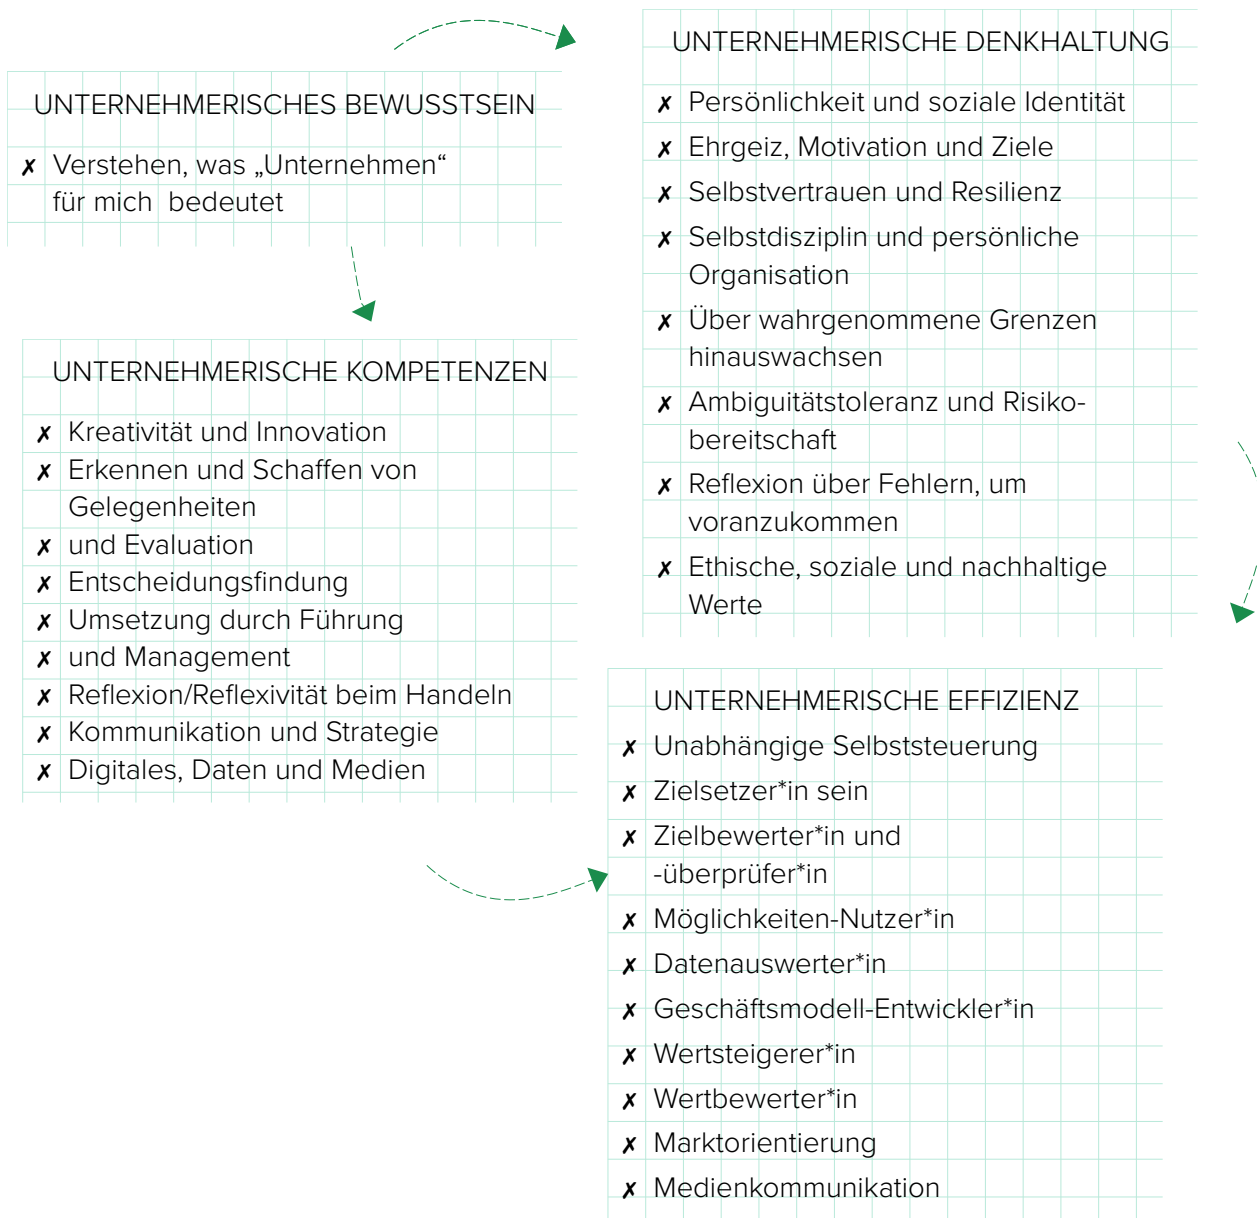 UNTERNEHMERISCHES BEWUSSTSEIN
✗ Verstehen, was „Unternehmen“
für mich bedeutet
UNTERNEHMERISCHE DENKHALTUNG
✗ Persönlichkeit und soziale Identität
✗ Ehrgeiz, Motivation und Ziele
✗ Selbstvertrauen und Resilienz
✗ Selbstdisziplin und persönliche
Organisation
✗ Über wahrgenommene Grenzen
hinauswachsen
✗ Ambiguitätstoleranz und Risiko-
bereitschaft
✗ Reflexion über Fehlern, um
voranzukommen
✗ Ethische, soziale und nachhaltige
Werte
UNTERNEHMERISCHE KOMPETENZEN
✗ Kreativität und Innovation
✗ Erkennen und Schaffen von
Gelegenheiten
✗ und Evaluation
✗ Entscheidungsfindung
✗ Umsetzung durch Führung
✗ und Management
✗ Reflexion/Reflexivität beim Handeln
✗ Kommunikation und Strategie
✗ Digitales, Daten und Medien
UNTERNEHMERISCHE EFFIZIENZ
✗ Unabhängige Selbststeuerung
✗ Zielsetzer*in sein
✗ Zielbewerter*in und
-überprüfer*in
✗ Möglichkeiten-Nutzer*in
✗ Datenauswerter*in
✗ Geschäftsmodell-Entwickler*in
✗ Wertsteigerer*in
✗ Wertbewerter*in
✗ Marktorientierung
✗ Medienkommunikation